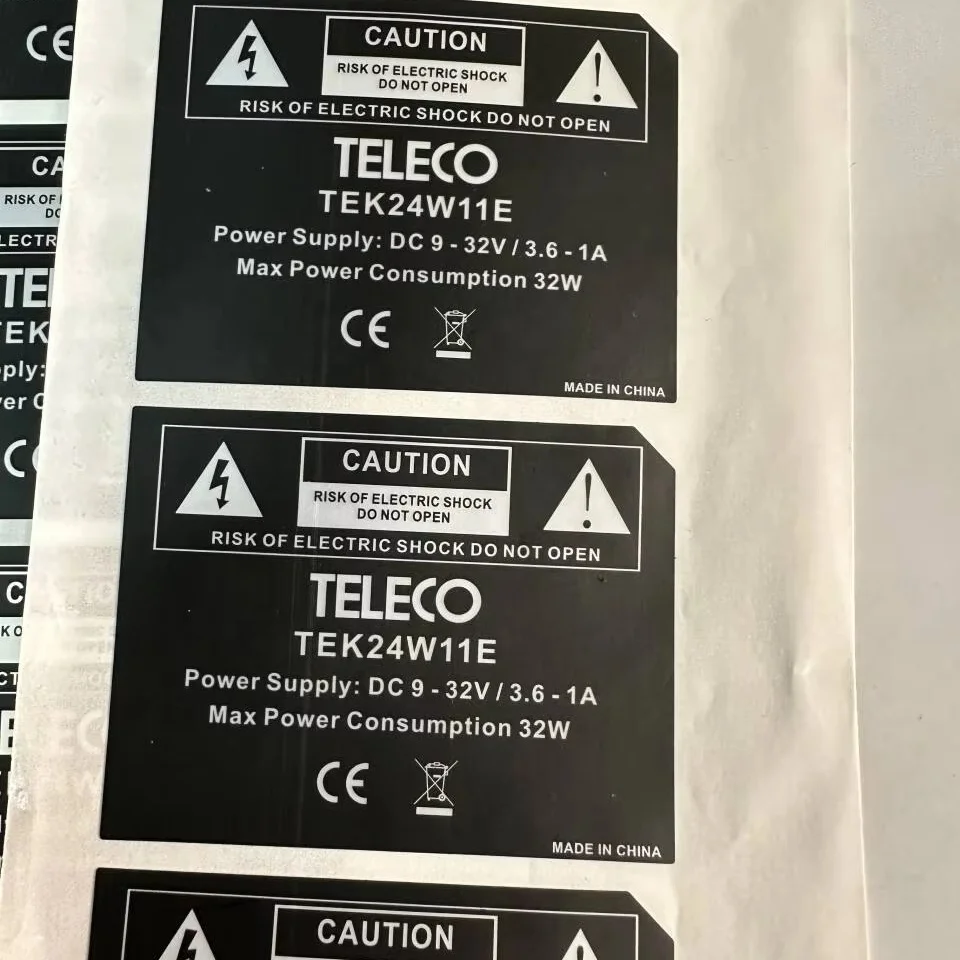 CAUTION
RISK OF ELECTRIC SHOCK
DO NOT OPEN
RISK OF ELECTRIC SHOCK DO NOT OPEN
TELECO
TEK24W11E
Power Supply: DC 9 - 32V / 3.6 - 1A
Max Power Consumption 32W
CE
MADE IN CHINA
CAUTION
RISK OF ELECTRIC SHOCK
DO NOT OPEN
RISK OF ELECTRIC SHOCK DO NOT OPEN
TELECO
TEK24W11E
Power Supply: DC 9 - 32V / 3.6 - 1A
Max Power Consumption 32W
CE
MADE IN CHINA
CAUTION
CE
RISK OF